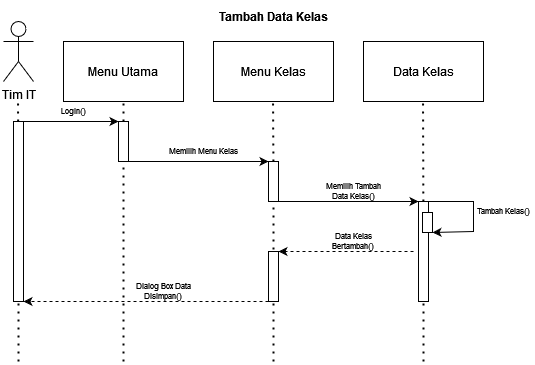 Tambah Data Kelas
Tim IT
Menu Utama
Menu Kelas
Data Kelas
Login()
Memilih Menu Kelas
Memilih Tambah
Data Kelas()
Tambah Kelas()
Data Kelas
Bertambah()
Dialog Box Data
Disimpan()